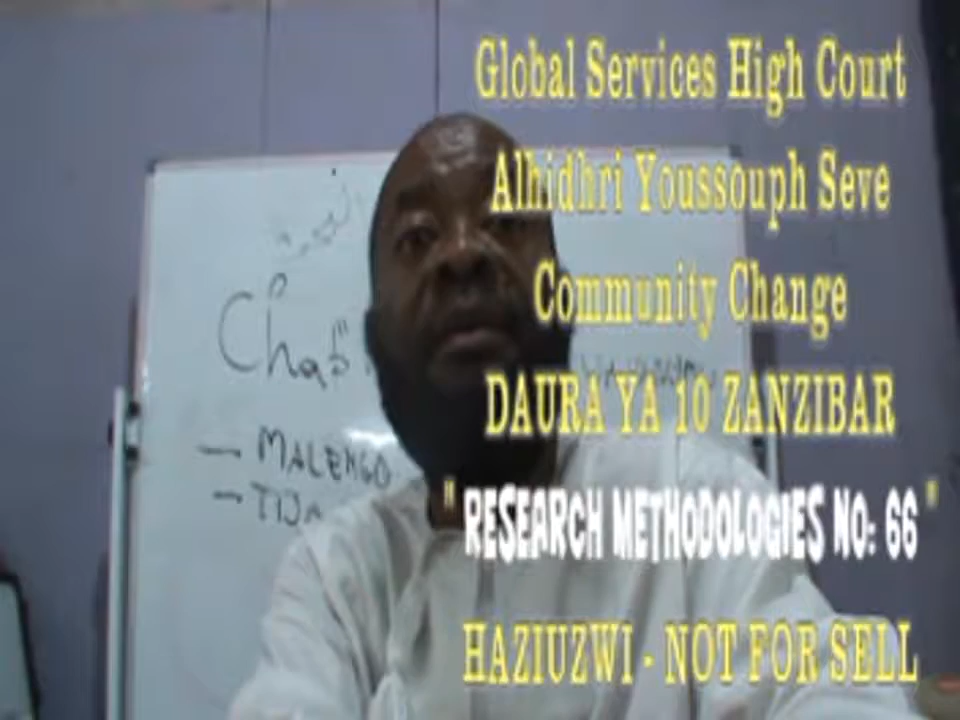 Global Services High Court
Alhidhri Youssouph Seve
Community Change
DAURA YA 10 ZANZIBAR
" RESEARCH METHODOLOGIES NO: 66 "
HAZIUZWI - NOT FOR SELL
— MALENGO
— TIJA